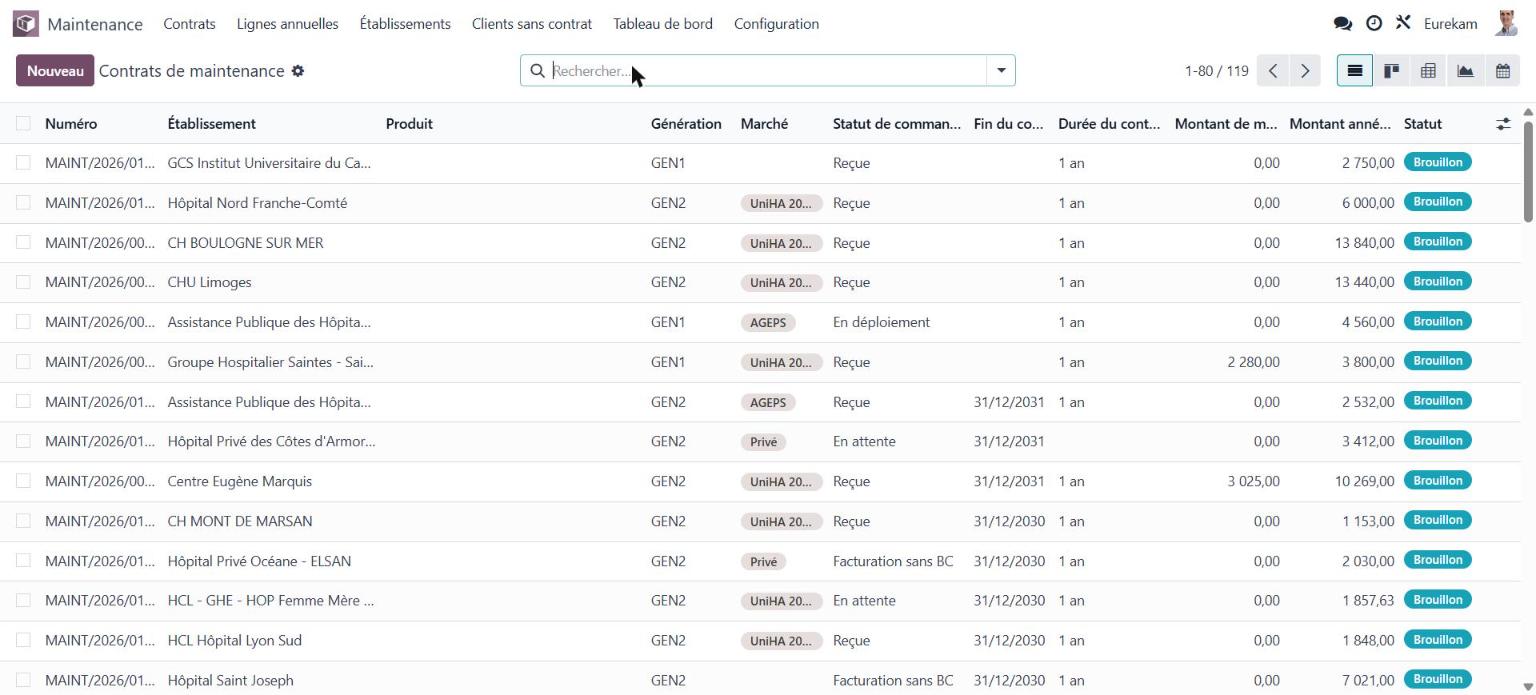 Maintenance Contrats Lignes annuelles Établissements Clients sans contrat Tableau de bord Configuration Eurekam
Nouveau Contrats de maintenance Rechercher... 1-80 / 119
Numéro Établissement Produit Génération Marché Statut de comman... Fin du co... Durée du cont... Montant de m... Montant anné... Statut
MAINT/2026/01... GCS Institut Universitaire du Ca... GEN1 Reçue 1 an 0,00 2 750,00 Brouillon
MAINT/2026/01... Hôpital Nord Franche-Comté GEN2 UniHA 20... Reçue 1 an 0,00 6 000,00 Brouillon
MAINT/2026/00... CH BOULOGNE SUR MER GEN2 UniHA 20... Reçue 1 an 0,00 13 840,00 Brouillon
MAINT/2026/00... CHU Limoges GEN2 UniHA 20... Reçue 1 an 0,00 13 440,00 Brouillon
MAINT/2026/00... Assistance Publique des Hôpita... GEN1 AGEPS En déploiement 1 an 0,00 4 560,00 Brouillon
MAINT/2026/00... Groupe Hospitalier Saintes - Sai... GEN1 UniHA 20... Reçue 1 an 2 280,00 3 800,00 Brouillon
MAINT/2026/01... Assistance Publique des Hôpita... GEN2 AGEPS Reçue 31/12/2031 1 an 0,00 2 532,00 Brouillon
MAINT/2026/01... Hôpital Privé des Côtes d'Armor... GEN2 Privé En attente 31/12/2031 0,00 3 412,00 Brouillon
MAINT/2026/00... Centre Eugène Marquis GEN2 UniHA 20... Reçue 31/12/2031 1 an 3 025,00 10 269,00 Brouillon
MAINT/2026/01... CH MONT DE MARSAN GEN2 UniHA 20... Reçue 31/12/2030 1 an 0,00 1 153,00 Brouillon
MAINT/2026/01... Hôpital Privé Océane - ELSAN GEN2 Privé Facturation sans BC 31/12/2030 1 an 0,00 2 030,00 Brouillon
MAINT/2026/01... HCL - GHE - HOP Femme Mère ... GEN2 UniHA 20... En attente 31/12/2030 1 an 0,00 1 857,63 Brouillon
MAINT/2026/01... HCL Hôpital Lyon Sud GEN2 UniHA 20... Reçue 31/12/2030 1 an 0,00 1 848,00 Brouillon
MAINT/2026/01... Hôpital Saint Joseph GEN2 Facturation sans BC 31/12/2030 1 an 0,00 7 021,00 Brouillon